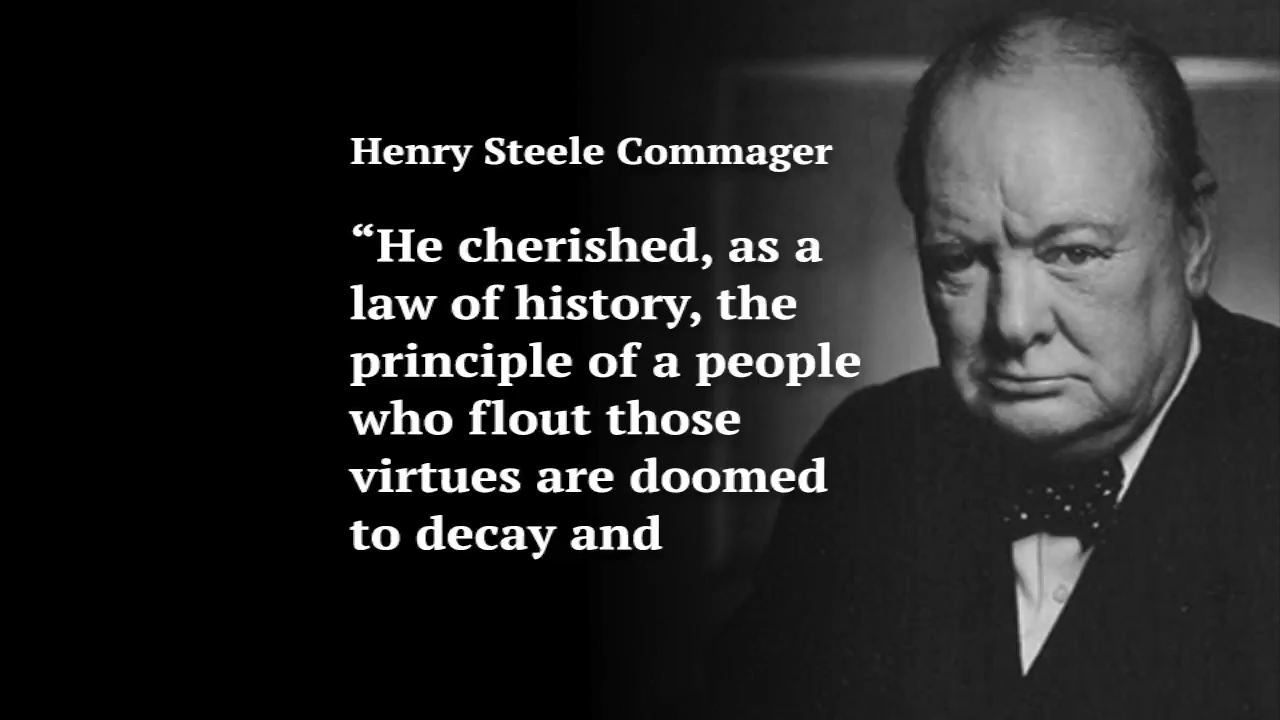 Henry Steele Commager
“He cherished, as a
law of history, the
principle of a people
who flout those
virtues are doomed
to decay and